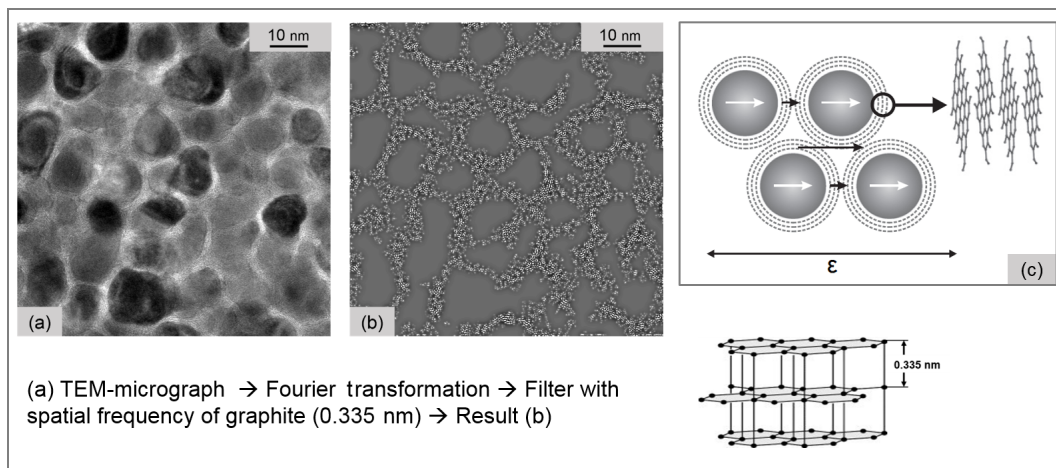 10 nm
10 nm
(a)
(b)
ε
(c)
0.335 nm
(a) TEM-micrograph → Fourier transformation → Filter with
spatial frequency of graphite (0.335 nm) → Result (b)